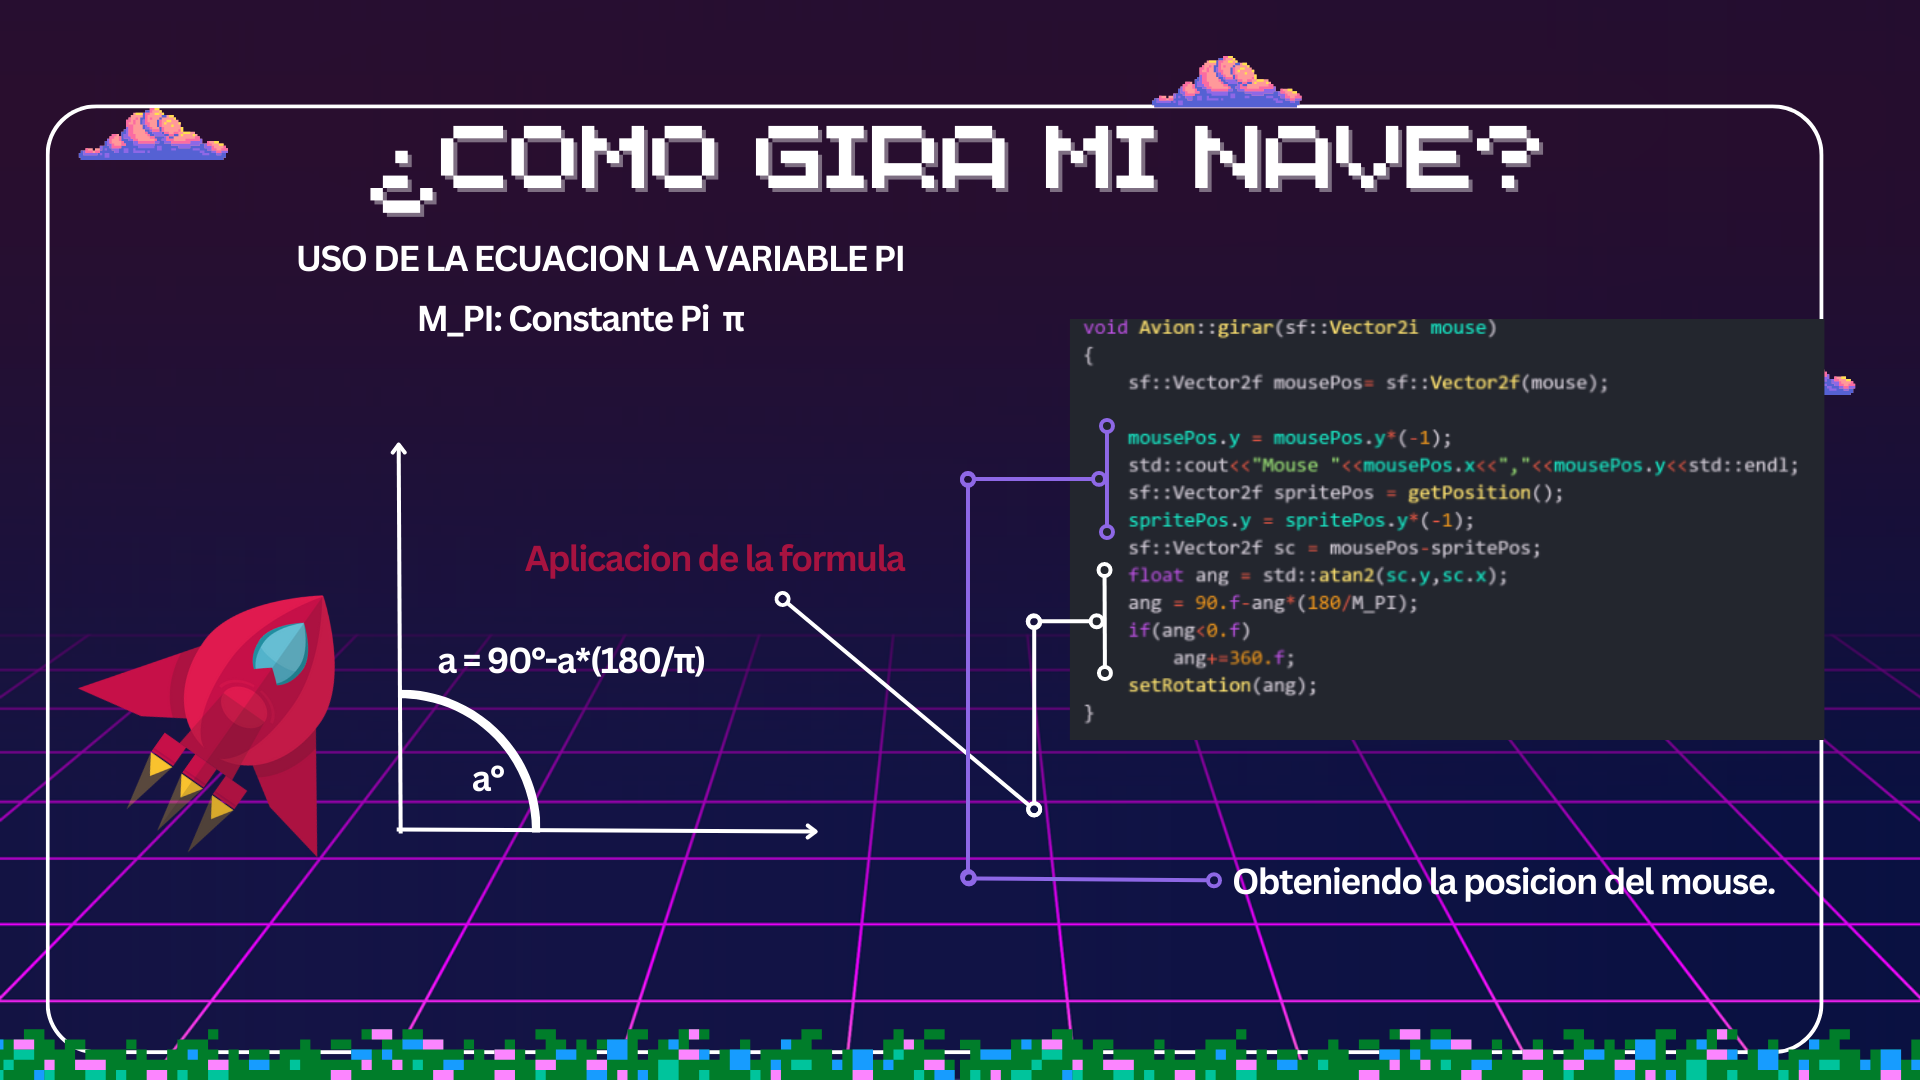 ¿COMO GIRA MI NAVE?
USO DE LA ECUACION LA VARIABLE PI
M_PI: Constante Pi π
void Avion::girar(sf::Vector2i mouse)
{
    sf::Vector2f mousePos= sf::Vector2f(mouse);
    mousePos.y = mousePos.y*(-1);
    std::cout<<"Mouse "<<mousePos.x<<","<<mousePos.y<<std::endl;
    sf::Vector2f spritePos = getPosition();
    spritePos.y = spritePos.y*(-1);
    sf::Vector2f sc = mousePos-spritePos;
    float ang = std::atan2(sc.y,sc.x);
    ang = 90.f-ang*(180/M_PI);
    if(ang<0.f)
        ang+=360.f;
    setRotation(ang);
}
Aplicacion de la formula
a = 90º-a*(180/π)
aº
Obteniendo la posicion del mouse.